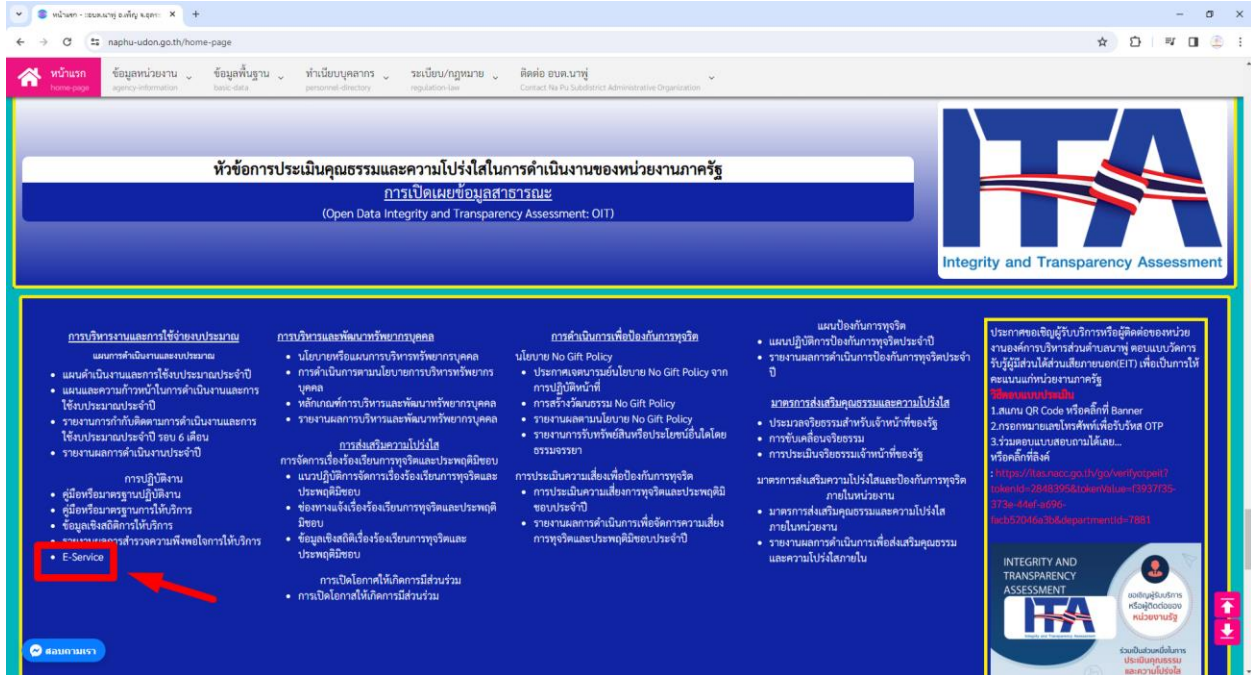 หน้าแรก - :::อบต.นาพู่ อ.เพ็ญ จ.อุดร:::
naphu-udon.go.th/home-page
หน้าแรก
home-page
ข้อมูลหน่วยงาน
agency-information
ข้อมูลพื้นฐาน
basic-data
ทำเนียบบุคลากร
personnel-directory
ระเบียบ/กฎหมาย
regulation-law
ติดต่อ อบต.นาพู่
Contact Na Pu Subdistrict Administrative Organization
หัวข้อการประเมินคุณธรรมและความโปร่งใสในการดำเนินงานของหน่วยงานภาครัฐ
การเปิดเผยข้อมูลสาธารณะ
(Open Data Integrity and Transparency Assessment: OIT)
ITA
Integrity and Transparency Assessment
การบริหารงานและการใช้จ่ายงบประมาณ
แผนการดำเนินงานและงบประมาณ
แผนดำเนินงานและการใช้งบประมาณประจำปี
แผนและความก้าวหน้าในการดำเนินงานและการ
ใช้งบประมาณประจำปี
รายงานการกำกับติดตามการดำเนินงานและการ
ใช้งบประมาณประจำปี รอบ 6 เดือน
รายงานผลการดำเนินงานประจำปี
การปฏิบัติงาน
คู่มือหรือมาตรฐานปฏิบัติงาน
คู่มือหรือมาตรฐานการให้บริการ
ข้อมูลเชิงสถิติการให้บริการ
รายงานผลการสำรวจความพึงพอใจการให้บริการ
E-Service
การบริหารและพัฒนาทรัพยากรบุคคล
นโยบายหรือแผนการบริหารทรัพยากรบุคคล
การดำเนินการตามนโยบายการบริหารทรัพยากร
บุคคล
หลักเกณฑ์การบริหารและพัฒนาทรัพยากรบุคคล
รายงานผลการบริหารและพัฒนาทรัพยากรบุคคล
การส่งเสริมความโปร่งใส
การจัดการเรื่องร้องเรียนการทุจริตและประพฤติมิชอบ
แนวปฏิบัติการจัดการเรื่องร้องเรียนการทุจริตและ
ประพฤติมิชอบ
ช่องทางแจ้งเรื่องร้องเรียนการทุจริตและประพฤติ
มิชอบ
ข้อมูลเชิงสถิติเรื่องร้องเรียนการทุจริตและ
ประพฤติมิชอบ
การเปิดโอกาศให้เกิดการมีส่วนร่วม
การเปิดโอกาสให้เกิดการมีส่วนร่วม
การดำเนินการเพื่อป้องกันการทุจริต
นโยบาย No Gift Policy
ประกาศเจตนารมย์นโยบาย No Gift Policy จาก
การปฏิบัติหน้าที่
การสร้างวัฒนธรรม No Gift Policy
รายงานผลตามนโยบาย No Gift Policy
รายงานการรับทรัพย์สินหรือประโยชน์อื่นใดโดย
ธรรมจรรยา
การประเมินความเสี่ยงเพื่อป้องกันการทุจริต
การประเมินความเสี่ยงการทุจริตและประพฤติมิ
ชอบประจำปี
รายงานผลการดำเนินการเพื่อจัดการความเสี่ยง
การทุจริตและประพฤติมิชอบประจำปี
แผนป้องกันการทุจริต
แผนปฏิบัติการป้องกันการทุจริตประจำปี
รายงานผลการดำเนินการป้องกันการทุจริตประจำ
ปี
มาตรการส่งเสริมคุณธรรมและความโปร่งใส
ประมวลจริยธรรมสำหรับเจ้าหน้าที่ของรัฐ
การขับเคลื่อนจริยธรรม
การประเมินจริยธรรมเจ้าหน้าที่ของรัฐ
มาตรการส่งเสริมความโปร่งใสและป้องกันการทุจริต
ภายในหน่วยงาน
มาตรการส่งเสริมคุณธรรมและความโปร่งใส
ภายในหน่วยงาน
รายงานผลการดำเนินการเพื่อส่งเสริมคุณธรรม
และความโปร่งใสภายใน
ประกาศขอเชิญผู้รับบริการหรือผู้ติดต่อของหน่วย
งานองค์การบริหารส่วนตำบลนาพู่ ตอบแบบวัดการ
รับรู้ผู้มีส่วนได้ส่วนเสียภายนอก(EIT) เพื่อเป็นการให้
คะแนนแก่หน่วยงานภาครัฐ
วิธีตอบแบบประเมิน
1.สแกน QR Code หรือคลิ๊กที่ Banner
2.กรอกหมายเลขโทรศัพท์เพื่อรับรหัส OTP
3.ร่วมตอบแบบสอบถามได้เลย...
หรือคลิ๊กที่ลิงค์
: https://itas.nacc.go.th/go/verifyotpeit?
tokenId=2848395&tokenValue=f3937f35-
373e-44ef-a696-
facb52046a3b&departmentId=7881
INTEGRITY AND
TRANSPARENCY
ASSESSMENT
ITA
Integrity and Transparency Assessment
ขอเชิญผู้รับบริการ
หรือผู้ติดต่อของ
หน่วยงานรัฐ
ร่วมเป็นส่วนหนึ่งในการ
ประเมินคุณธรรม
และความโปร่งใส
สอบถามเรา